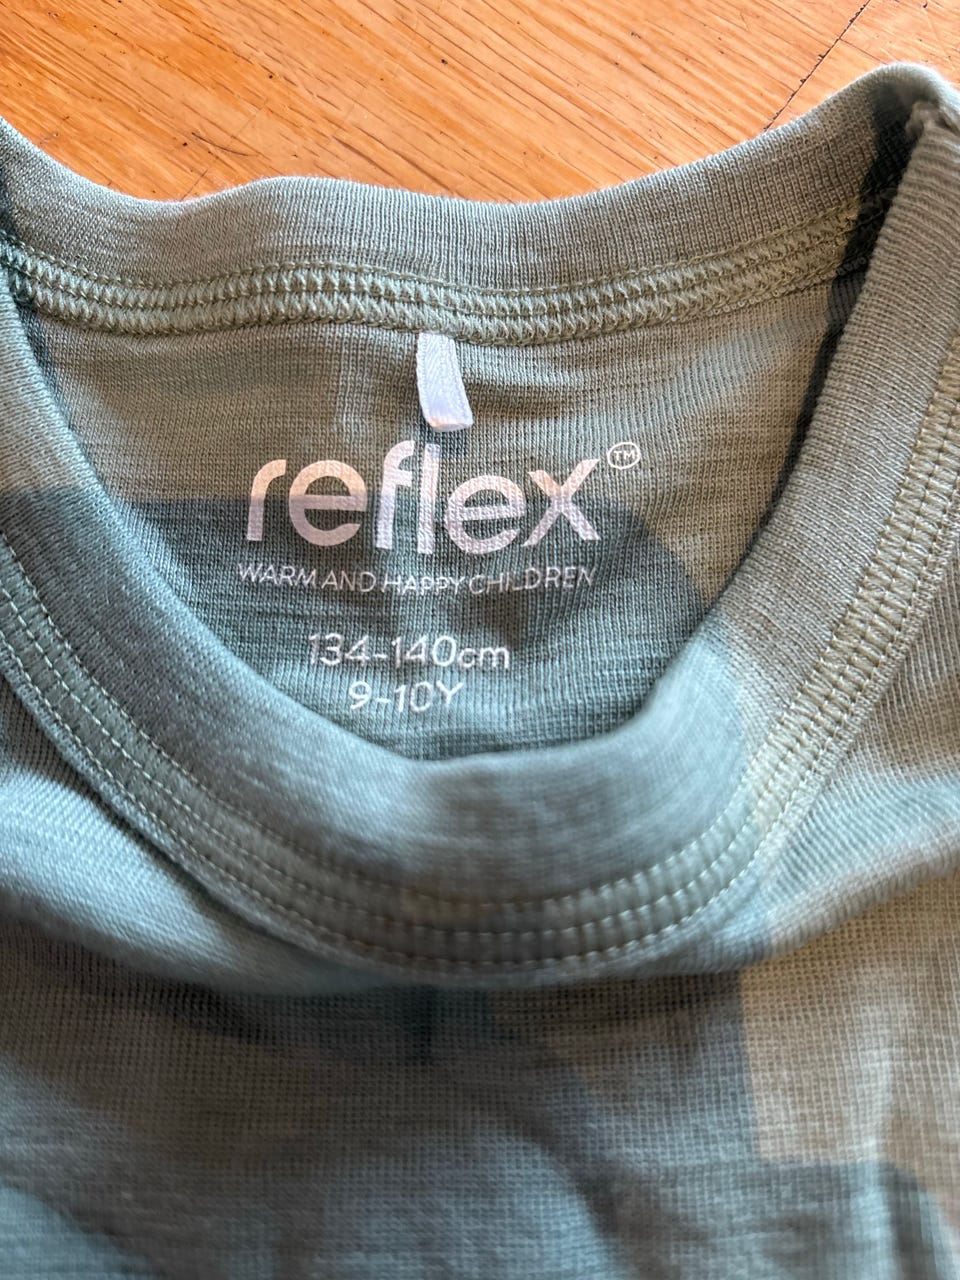 reflex™
WARM AND HAPPY CHILDREN
134-140cm
9-10Y